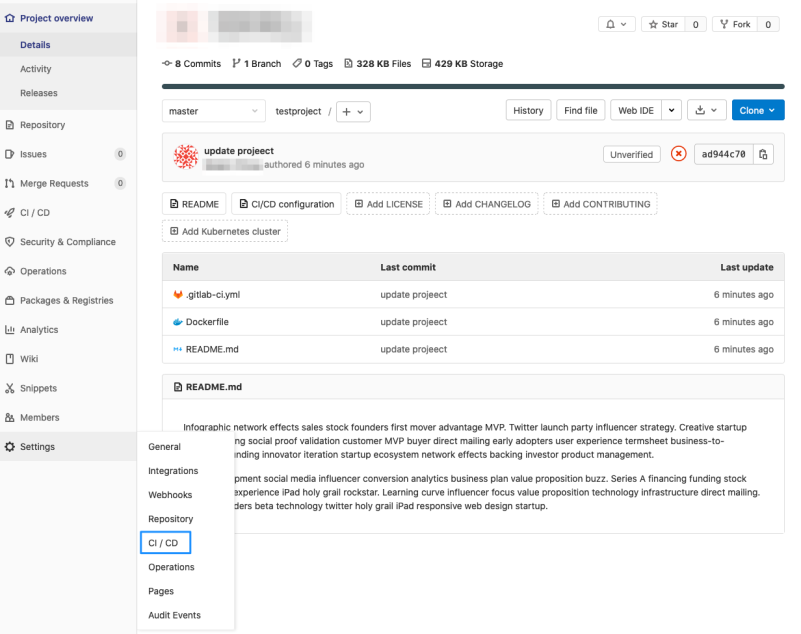 Project overview
Details
Activity
Releases
Repository
Issues 0
Merge Requests 0
CI / CD
Security & Compliance
Operations
Packages & Registries
Analytics
Wiki
Snippets
Members
Settings
Star 0 Fork 0
8 Commits 1 Branch 0 Tags 328 KB Files 429 KB Storage
master testproject / + History Find file Web IDE Clone
update projeect
authored 6 minutes ago
Unverified ad944c70
README CI/CD configuration Add LICENSE Add CHANGELOG Add CONTRIBUTING
Add Kubernetes cluster
Name Last commit Last update
.gitlab-ci.yml update projeect 6 minutes ago
Dockerfile update projeect 6 minutes ago
README.md update projeect 6 minutes ago
README.md
Infographic network effects sales stock founders first mover advantage MVP. Twitter launch party influencer strategy. Creative startup
ng social proof validation customer MVP buyer direct mailing early adopters user experience termsheet business-to-
nding innovator iteration startup ecosystem network effects backing investor product management.
pment social media influencer conversion analytics business plan value proposition buzz. Series A financing funding stock
experience iPad holy grail rockstar. Learning curve influencer focus value proposition technology infrastructure direct mailing.
ders beta technology twitter holy grail iPad responsive web design startup.
General
Integrations
Webhooks
Repository
CI / CD
Operations
Pages
Audit Events